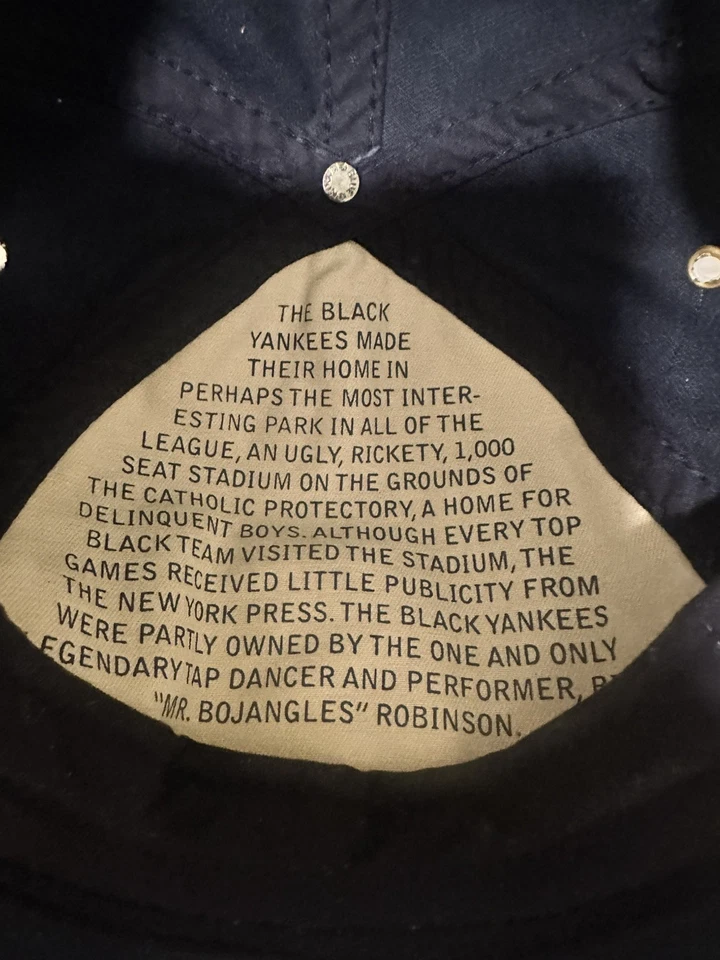 THE BLACK
YANKEES MADE
THEIR HOME IN
PERHAPS THE MOST INTER-
ESTING PARK IN ALL OF THE
LEAGUE, AN UGLY, RICKETY, 1,000
SEAT STADIUM ON THE GROUNDS OF
THE CATHOLIC PROTECTORY, A HOME FOR
DELINQUENT BOYS. ALTHOUGH EVERY TOP
BLACK TEAM VISITED THE STADIUM, THE
GAMES RECEIVED LITTLE PUBLICITY FROM
THE NEW YORK PRESS. THE BLACK YANKEES
WERE PARTLY OWNED BY THE ONE AND ONLY
EGENDARY TAP DANCER AND PERFORMER,
"MR. BOJANGLES" ROBINSON.